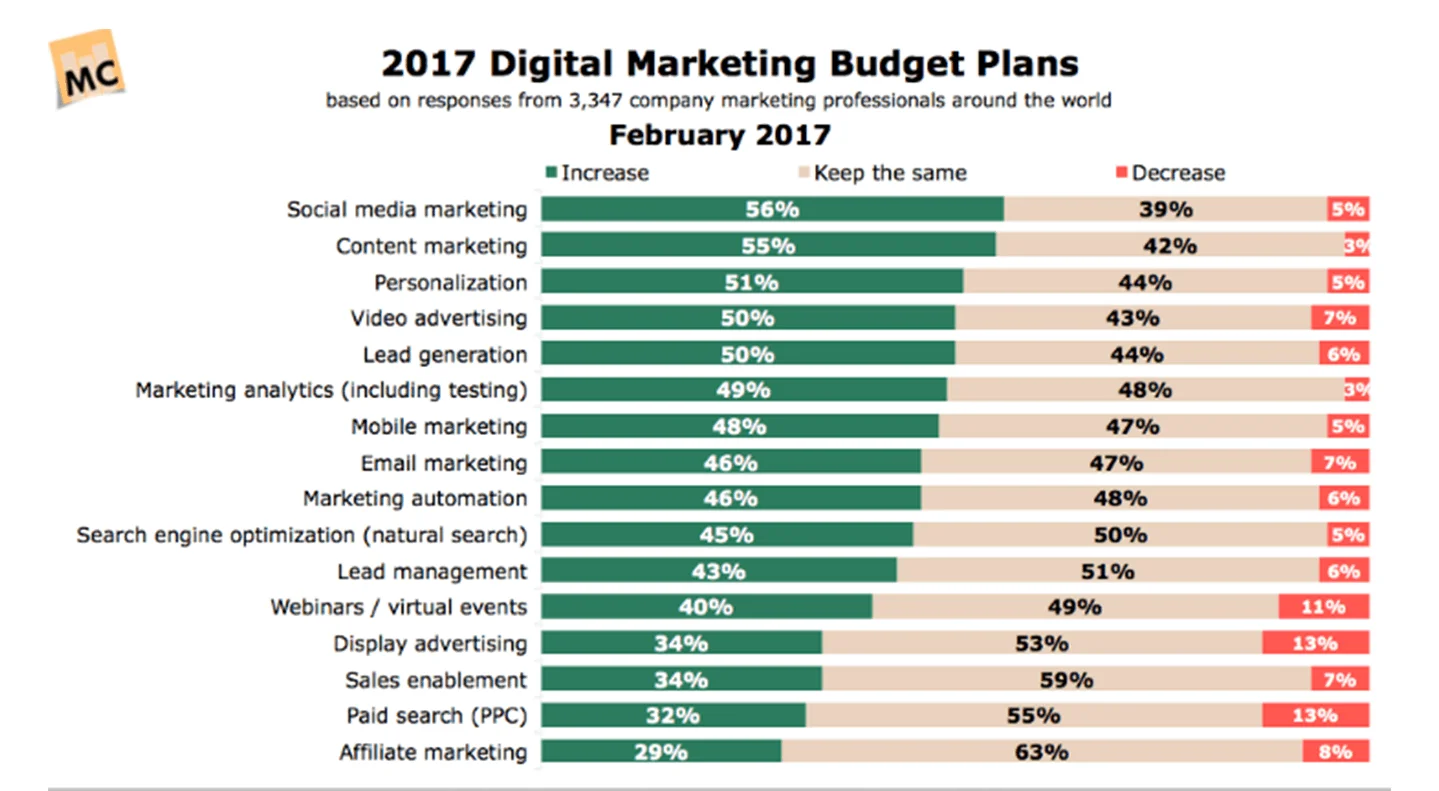 MC
2017 Digital Marketing Budget Plans
based on responses from 3,347 company marketing professionals around the world
February 2017
Increase Keep the same Decrease
Social media marketing 56% 39% 5%
Content marketing 55% 42% 3%
Personalization 51% 44% 5%
Video advertising 50% 43% 7%
Lead generation 50% 44% 6%
Marketing analytics (including testing) 49% 48% 3%
Mobile marketing 48% 47% 5%
Email marketing 46% 47% 7%
Marketing automation 46% 48% 6%
Search engine optimization (natural search) 45% 50% 5%
Lead management 43% 51% 6%
Webinars / virtual events 40% 49% 11%
Display advertising 34% 53% 13%
Sales enablement 34% 59% 7%
Paid search (PPC) 32% 55% 13%
Affiliate marketing 29% 63% 8%